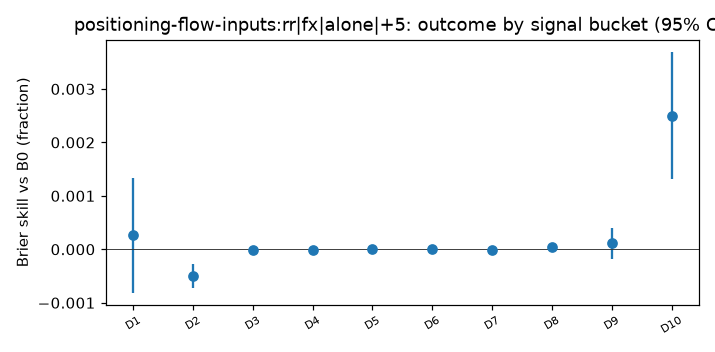 positioning-flow-inputs:rr|fx|alone|+5: outcome by signal bucket (95% C
Brier skill vs B0 (fraction)
0.003
0.002
0.001
0.000
−0.001
D1 D2 D3 D4 D5 D6 D7 D8 D9 D10